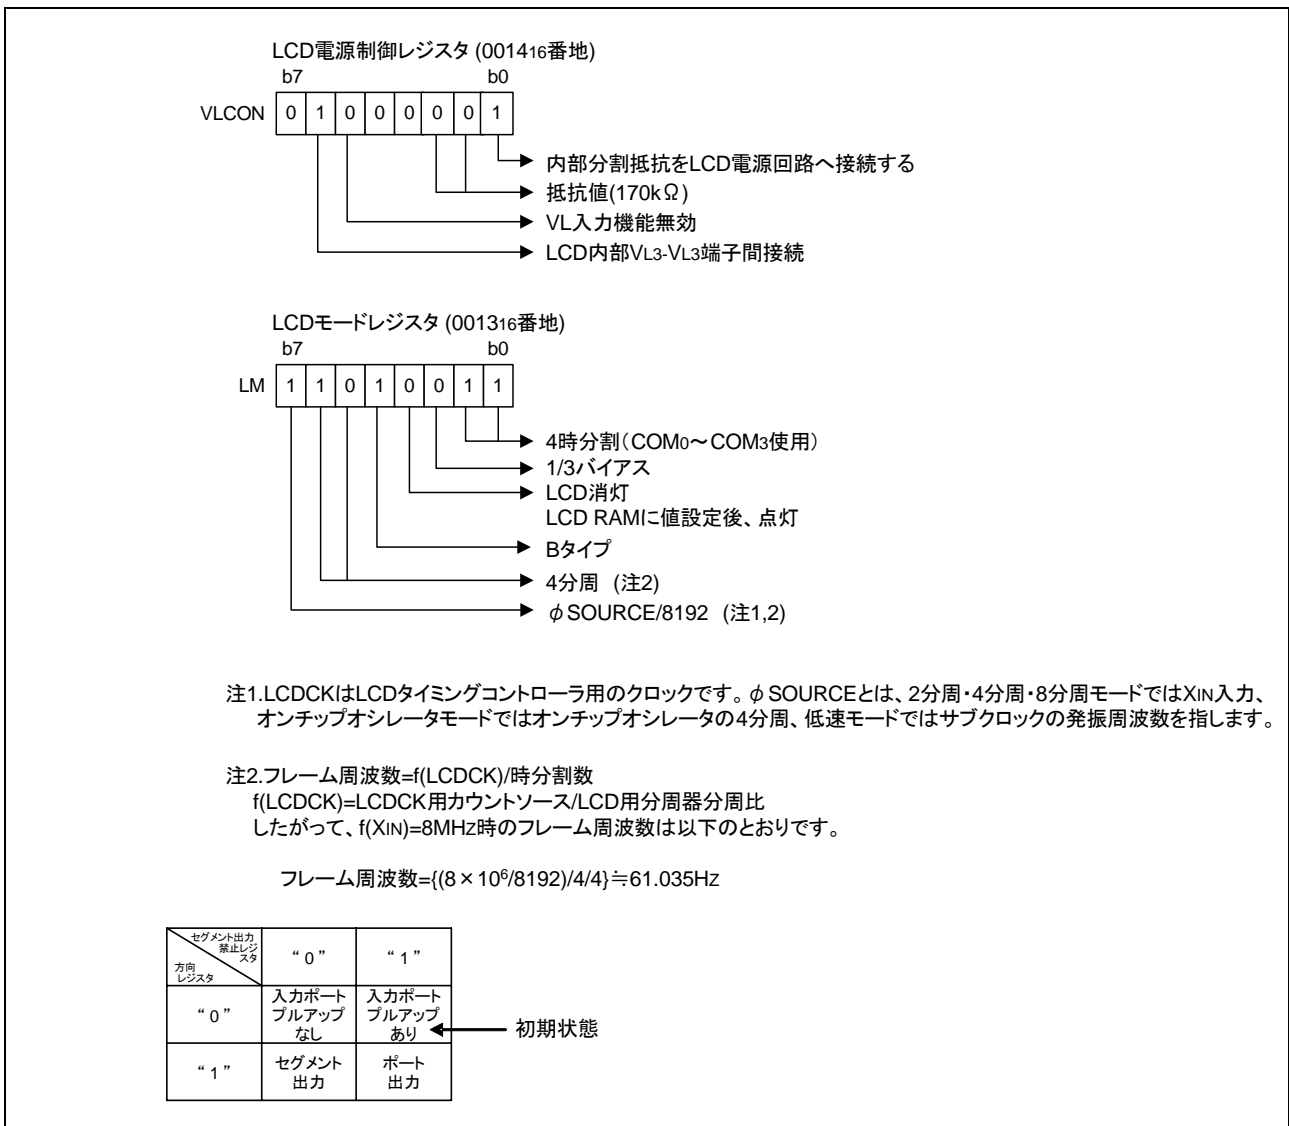 LCD電源制御レジスタ (001416番地)
b7 b0
VLCON 0 1 0 0 0 0 0 1
内部分割抵抗をLCD電源回路へ接続する
抵抗値(170kΩ)
VL入力機能無効
LCD内部VL3-VL3端子間接続
LCDモードレジスタ (001316番地)
b7 b0
LM 1 1 0 1 0 0 1 1
4時分割(COM0～COM3使用)
1/3バイアス
LCD消灯
LCD RAMに値設定後、点灯
Bタイプ
4分周 (注2)
φSOURCE/8192 (注1,2)
注1.LCDCKはLCDタイミングコントローラ用のクロックです。φSOURCEとは、2分周・4分周・8分周モードではXIN入力、
オンチップオシレータモードではオンチップオシレータの4分周、低速モードではサブクロックの発振周波数を指します。
注2.フレーム周波数=f(LCDCK)/時分割数
f(LCDCK)=LCDCK用カウントソース/LCD用分周器分周比
したがって、f(XIN)=8MHz時のフレーム周波数は以下のとおりです。
フレーム周波数={(8×10⁶/8192)/4/4}≒61.035Hz
セグメント出力
禁止レジ
スタ
方向
レジスタ
“0” “1”
“0”
入力ポート
プルアップ
なし
入力ポート
プルアップ
あり
初期状態
“1”
セグメント
出力
ポート
出力